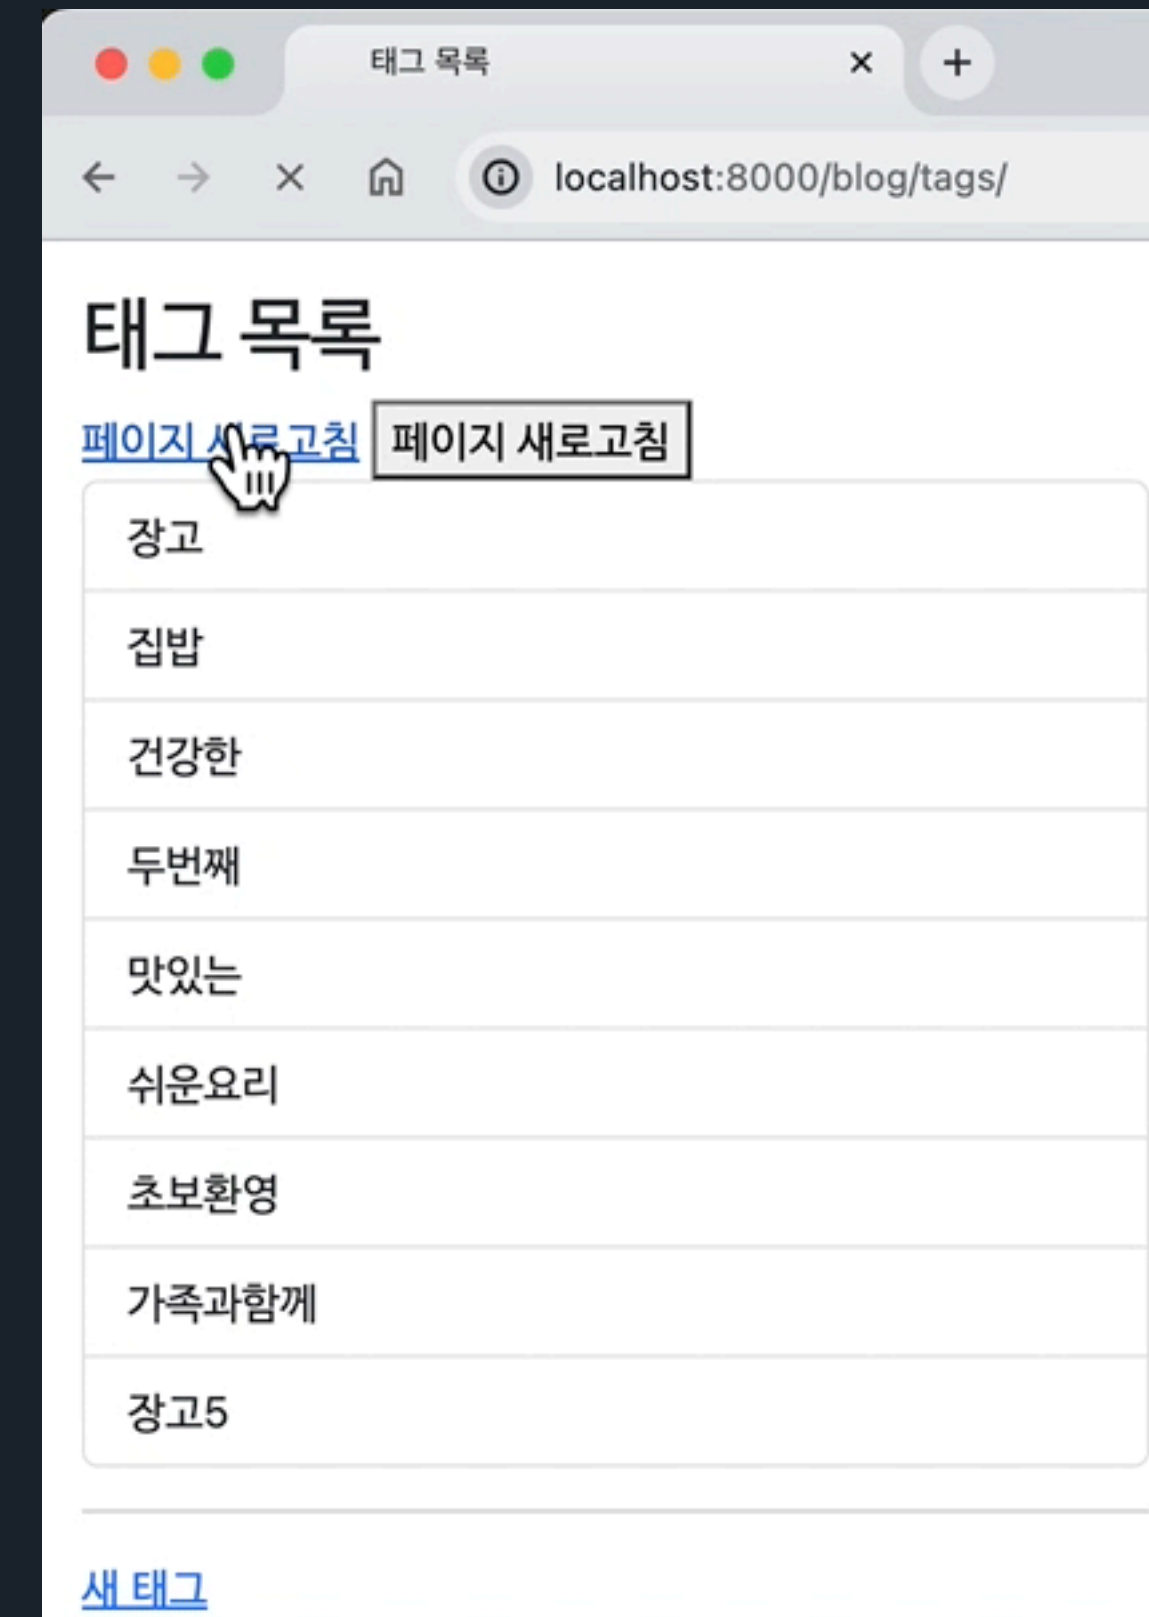 태그 목록
localhost:8000/blog/tags/
태그 목록
페이지 새로고침 페이지 새로고침
장고
집밥
건강한
두번째
맛있는
쉬운요리
초보환영
가족과함께
장고5
새 태그